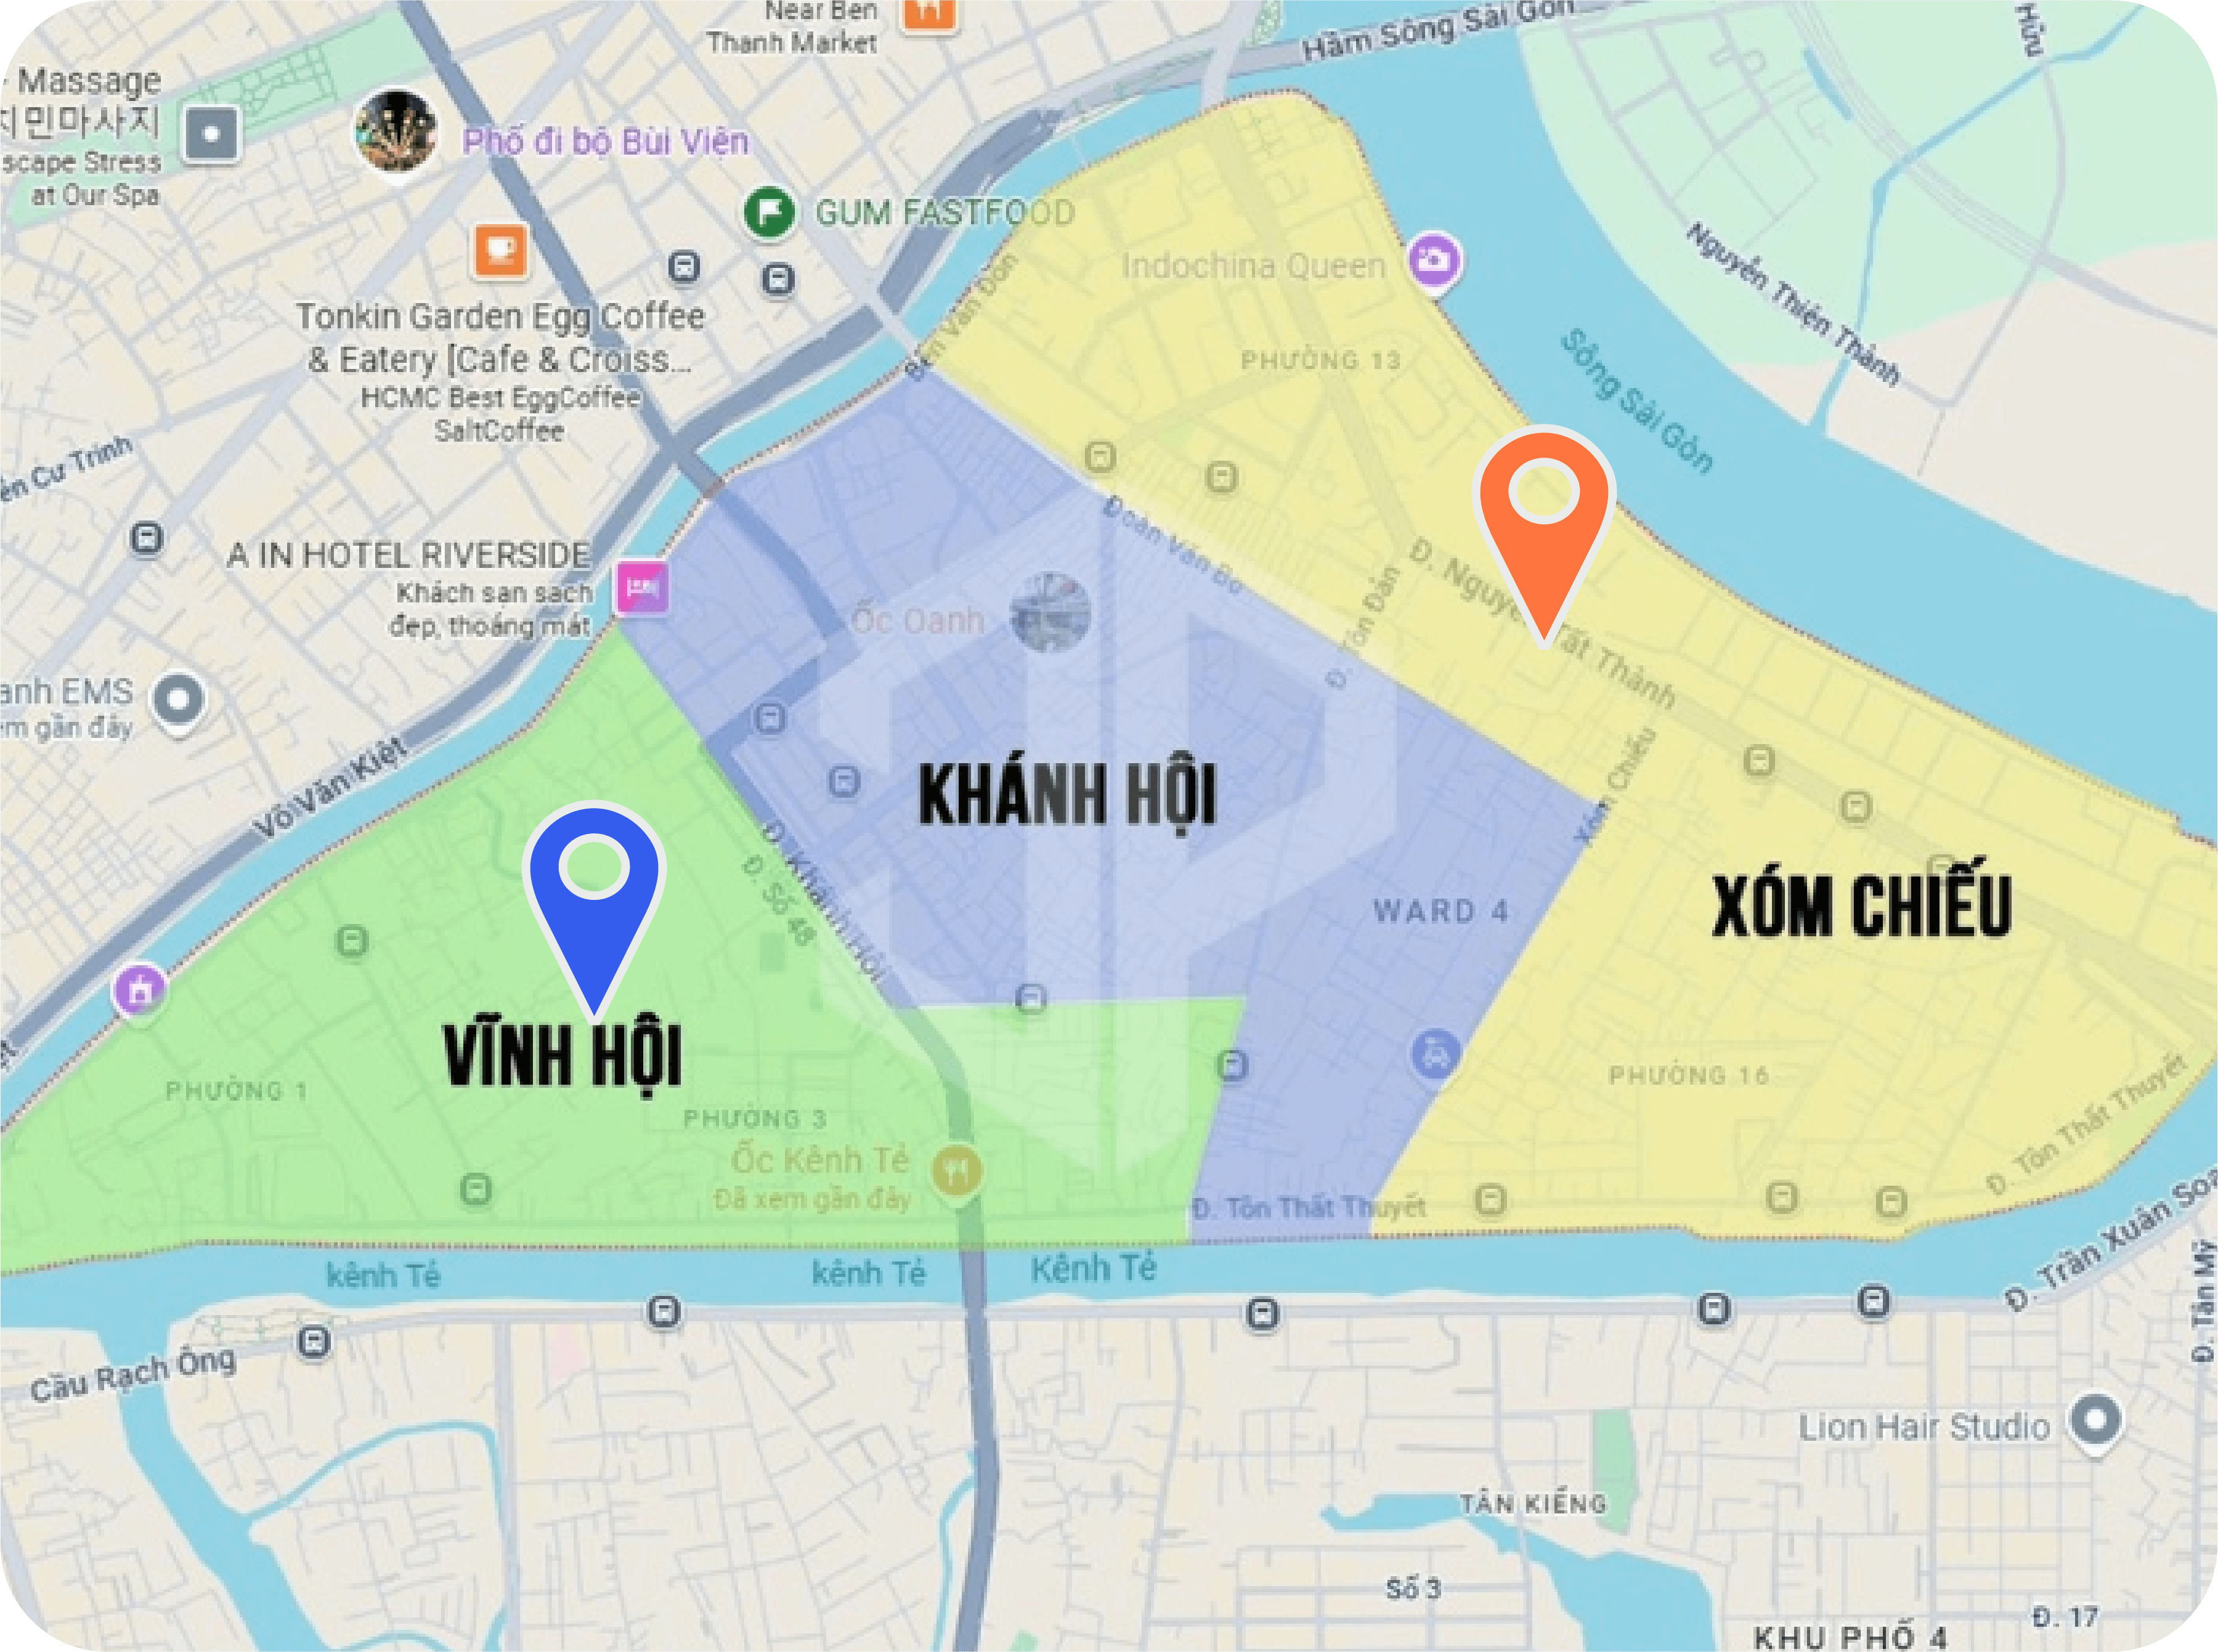 Near Ben
Thanh Market
Hầm Sông Sài Gòn
Hữu
Massage
지민마사지
scape Stress
at Our Spa
Phố đi bộ Bùi Viện
GUM FASTFOOD
Indochina Queen
Nguyễn Thiện Thành
Bến Vân Đồn
Tonkin Garden Egg Coffee
& Eatery [Cafe & Croiss...
HCMC Best EggCoffee
SaltCoffee
PHƯỜNG 13
Sông Sài Gòn
Cư Trinh
A IN HOTEL RIVERSIDE
Khách sạn sạch
đẹp, thoáng mát
Đoàn Văn Bơ
Ốc Oanh
Đ. Tôn Đản
Đ. Nguyễn Tất Thành
anh EMS
gần đây
Võ Văn Kiệt
KHÁNH HỘI
Xóm Chiếu
Đ. Khánh Hội
Đ. Số 48
XÓM CHIẾU
WARD 4
VĨNH HỘI
PHƯỜNG 1
PHƯỜNG 3
PHƯỜNG 16
Ốc Kênh Tẻ
Đã xem gần đây
Đ. Tôn Thất Thuyết
Đ. Tôn Thất Thuyết
kênh Tẻ
kênh Tẻ
Kênh Tẻ
Đ. Trần Xuân Soạ
Đ. Tân Mỹ
Cầu Rạch Ông
Lion Hair Studio
TÂN KIỂNG
Số 3
Đ. 17
KHU PHỐ 4